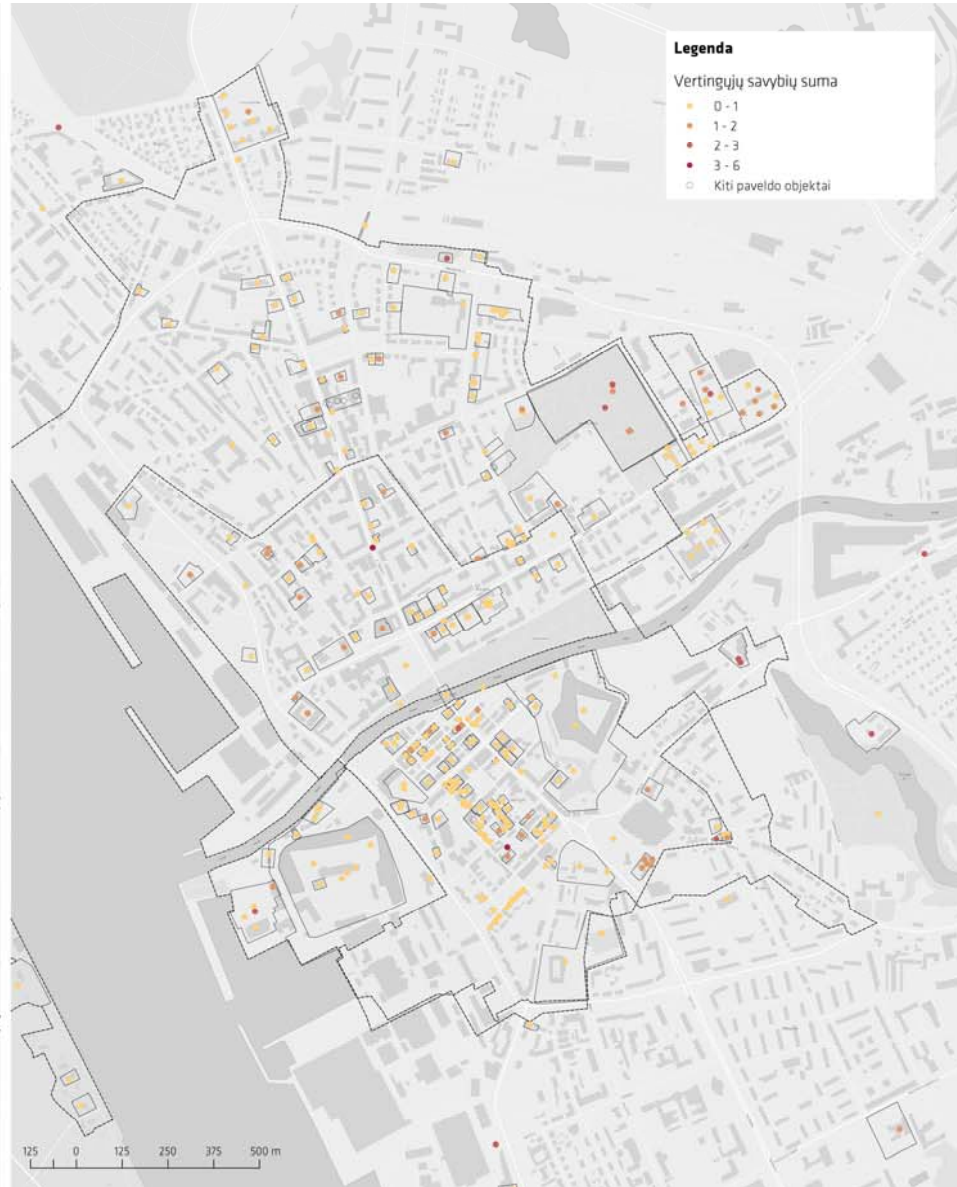 Legenda
Vertingųjų savybių suma
0 - 1
1 - 2
2 - 3
3 - 6
Kiti paveldo objektai
125 0 125 250 375 500 m